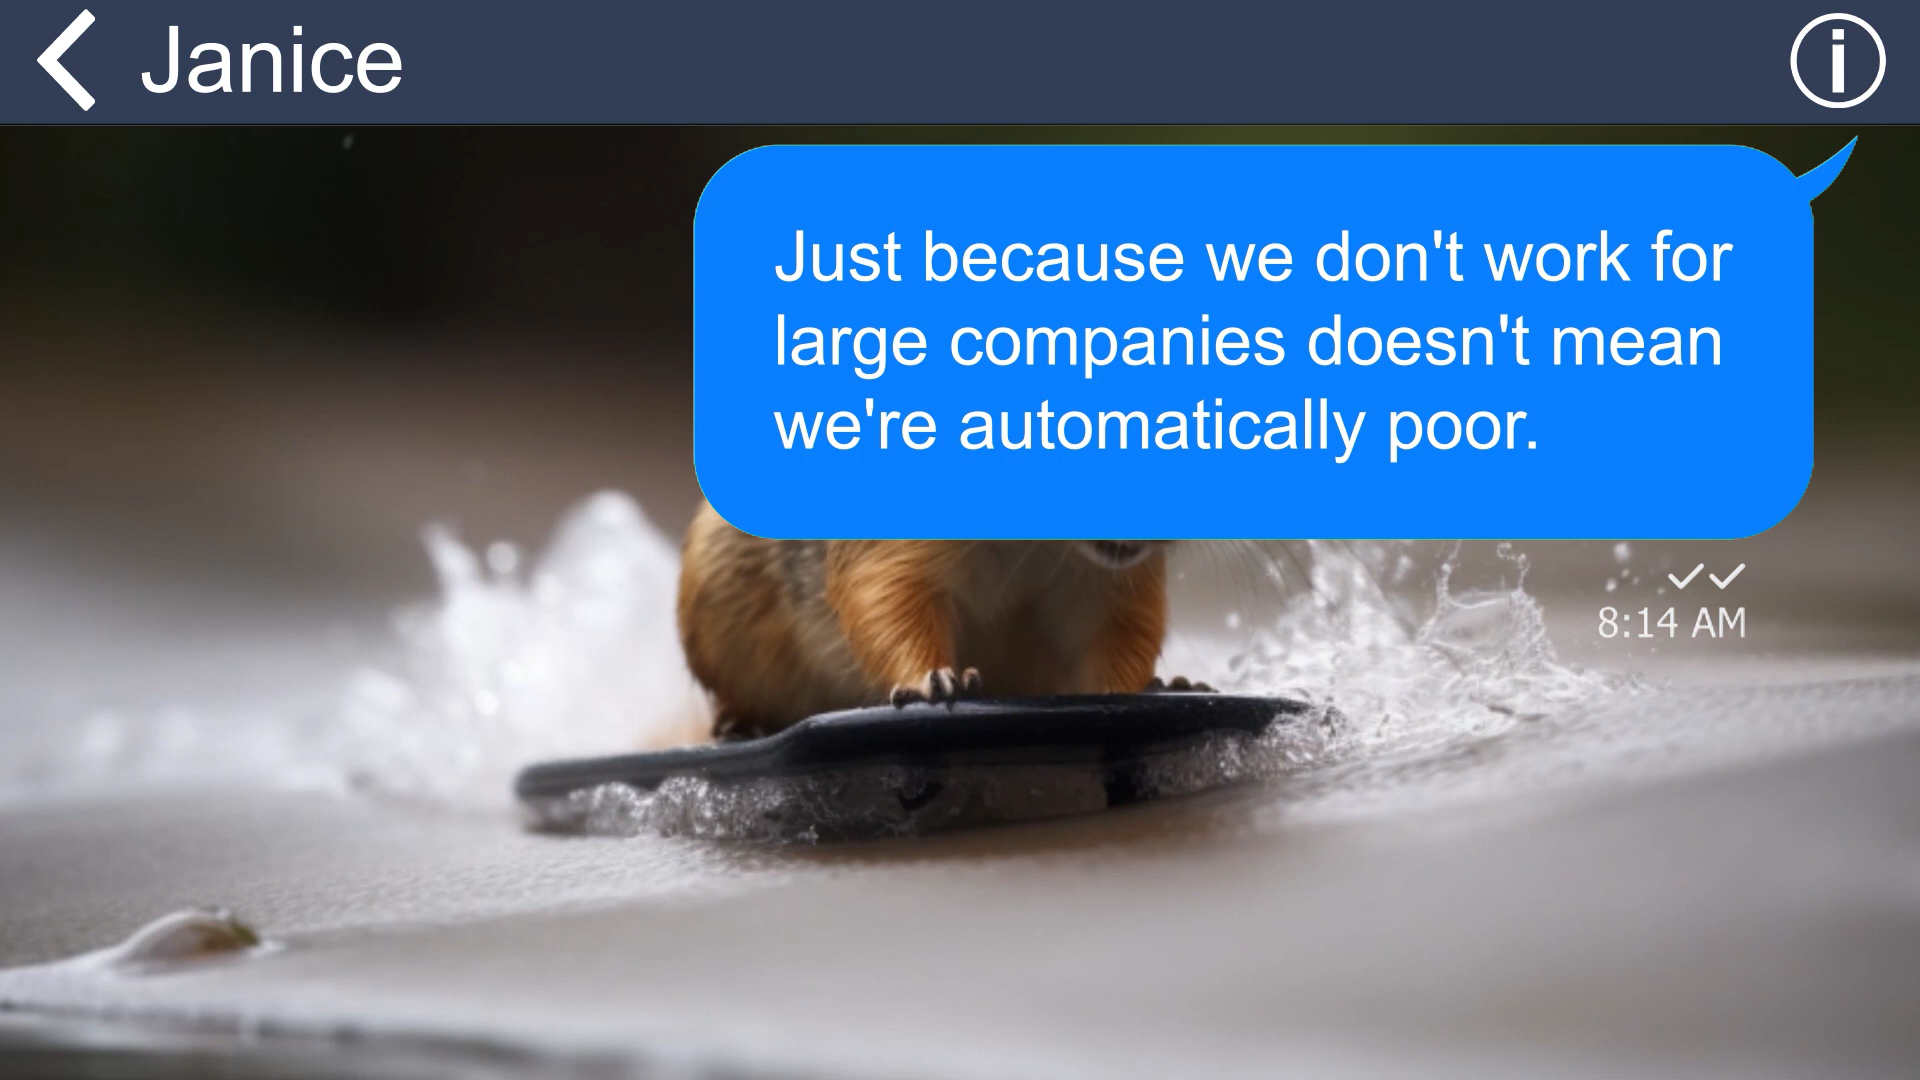 Janice
Just because we don't work for
large companies doesn't mean
we're automatically poor.
8:14 AM